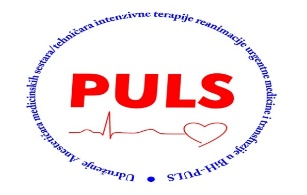 Udruženje Anestetičara medicinskih sestara/tehničara intenzivne terapije reanimacije urgentne medicine i transfuzije u BiH-PULS
PULS